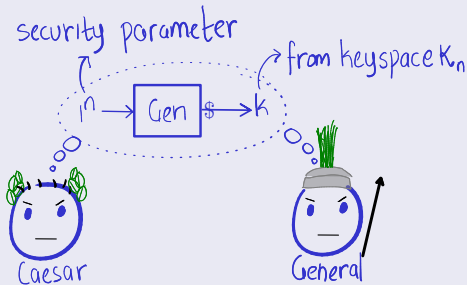 security parameter
from keyspace Kₙ
1ⁿ → Gen $→ k
Caesar
General